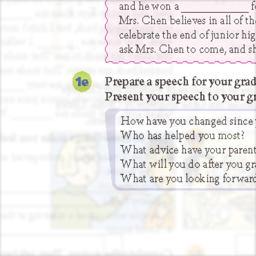 and he won a ____________ f
Mrs. Chen believes in all of the
celebrate the end of junior hig
ask Mrs. Chen to come, and sh
1e Prepare a speech for your grad
Present your speech to your gr
How have you changed since
Who has helped you most?
What advice have your parent
What will you do after you gra
What are you looking forward